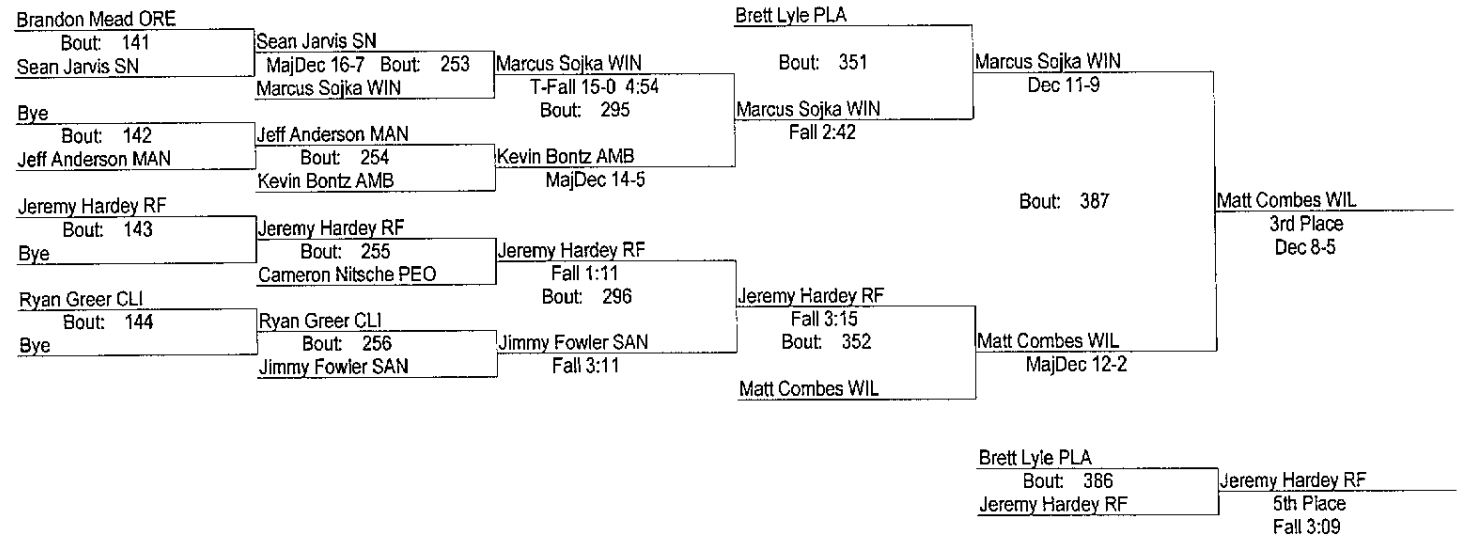 Brandon Mead ORE
Bout: 141
Sean Jarvis SN
Bye
Bout: 142
Jeff Anderson MAN
Jeremy Hardey RF
Bout: 143
Bye
Ryan Greer CLI
Bout: 144
Bye
Sean Jarvis SN
MajDec 16-7 Bout: 253
Marcus Sojka WIN
Jeff Anderson MAN
Bout: 254
Kevin Bontz AMB
Jeremy Hardey RF
Bout: 255
Cameron Nitsche PEO
Ryan Greer CLI
Bout: 256
Jimmy Fowler SAN
Marcus Sojka WIN
T-Fall 15-0 4:54
Bout: 295
Kevin Bontz AMB
MajDec 14-5
Jeremy Hardey RF
Fall 1:11
Bout: 296
Jimmy Fowler SAN
Fall 3:11
Brett Lyle PLA
Bout: 351
Marcus Sojka WIN
Fall 2:42
Jeremy Hardey RF
Fall 3:15
Bout: 352
Matt Combes WIL
Marcus Sojka WIN
Dec 11-9
Bout: 387
Matt Combes WIL
MajDec 12-2
Matt Combes WIL
3rd Place
Dec 8-5
Brett Lyle PLA
Bout: 386
Jeremy Hardey RF
Jeremy Hardey RF
5th Place
Fall 3:09